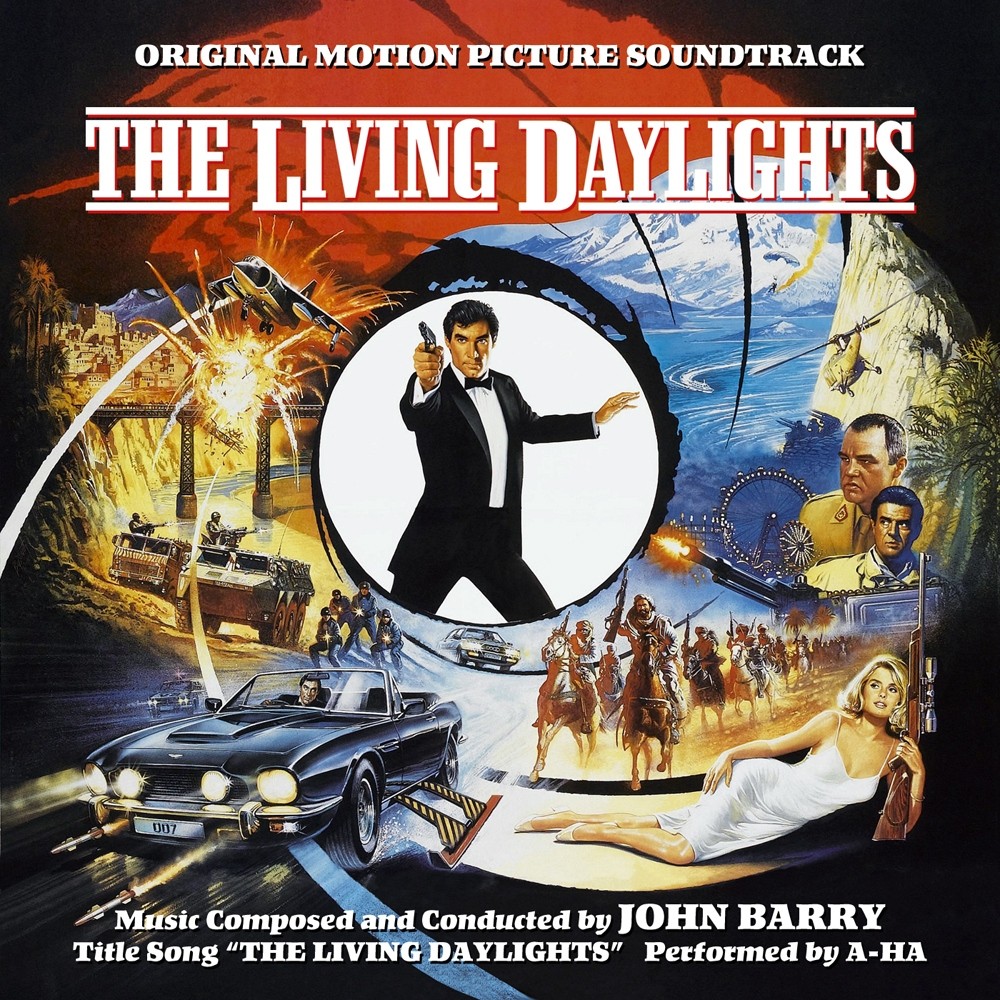 ORIGINAL MOTION PICTURE SOUNDTRACK
THE LIVING DAYLIGHTS
007
Music Composed and Conducted by JOHN BARRY
Title Song “THE LIVING DAYLIGHTS” Performed by A-HA